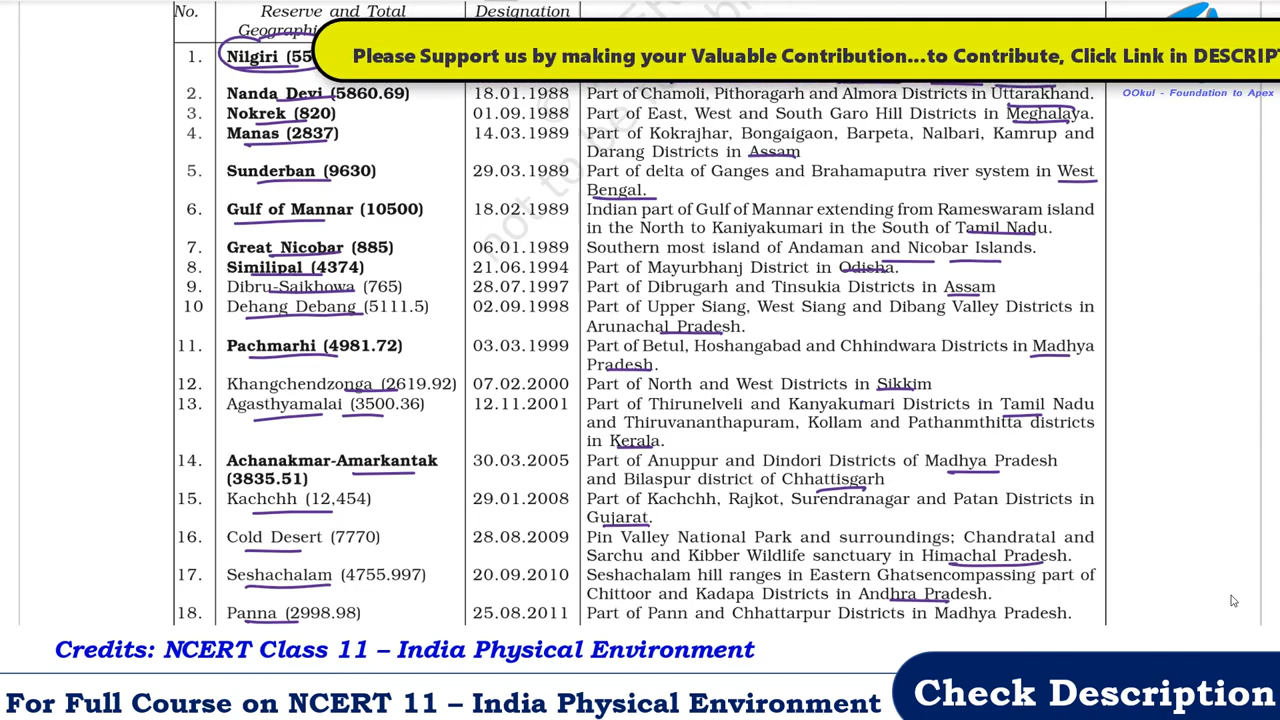 No.
Reserve and Total
Designation
Geographi
1. Nilgiri (55
Please Support us by making your Valuable Contribution...to Contribute, Click Link in DESCRIP
2. Nanda Devi (5860.69) 18.01.1988 Part of Chamoli, Pithoragarh and Almora Districts in Uttarakhand.
OOkul - Foundation to Apex
3. Nokrek (820) 01.09.1988 Part of East, West and South Garo Hill Districts in Meghalaya.
4. Manas (2837) 14.03.1989 Part of Kokrajhar, Bongaigaon, Barpeta, Nalbari, Kamrup and
Darang Districts in Assam
5. Sunderban (9630) 29.03.1989 Part of delta of Ganges and Brahamaputra river system in West
Bengal.
6. Gulf of Mannar (10500) 18.02.1989 Indian part of Gulf of Mannar extending from Rameswaram island
in the North to Kaniyakumari in the South of Tamil Nadu.
7. Great Nicobar (885) 06.01.1989 Southern most island of Andaman and Nicobar Islands.
8. Similipal (4374) 21.06.1994 Part of Mayurbhanj District in Odisha.
9. Dibru-Saikhowa (765) 28.07.1997 Part of Dibrugarh and Tinsukia Districts in Assam
10 Dehang Debang (5111.5) 02.09.1998 Part of Upper Siang, West Siang and Dibang Valley Districts in
Arunachal Pradesh.
11. Pachmarhi (4981.72) 03.03.1999 Part of Betul, Hoshangabad and Chhindwara Districts in Madhya
Pradesh.
12. Khangchendzonga (2619.92) 07.02.2000 Part of North and West Districts in Sikkim
13. Agasthyamalai (3500.36) 12.11.2001 Part of Thirunelveli and Kanyakumari Districts in Tamil Nadu
and Thiruvananthapuram, Kollam and Pathanmthitta districts
in Kerala.
14. Achanakmar-Amarkantak 30.03.2005 Part of Anuppur and Dindori Districts of Madhya Pradesh
(3835.51) and Bilaspur district of Chhattisgarh
15. Kachchh (12,454) 29.01.2008 Part of Kachchh, Rajkot, Surendranagar and Patan Districts in
Gujarat.
16. Cold Desert (7770) 28.08.2009 Pin Valley National Park and surroundings; Chandratal and
Sarchu and Kibber Wildlife sanctuary in Himachal Pradesh.
17. Seshachalam (4755.997) 20.09.2010 Seshachalam hill ranges in Eastern Ghatsencompassing part of
Chittoor and Kadapa Districts in Andhra Pradesh.
18. Panna (2998.98) 25.08.2011 Part of Pann and Chhattarpur Districts in Madhya Pradesh.
not to be
Credits: NCERT Class 11 – India Physical Environment
For Full Course on NCERT 11 – India Physical Environment
Check Description